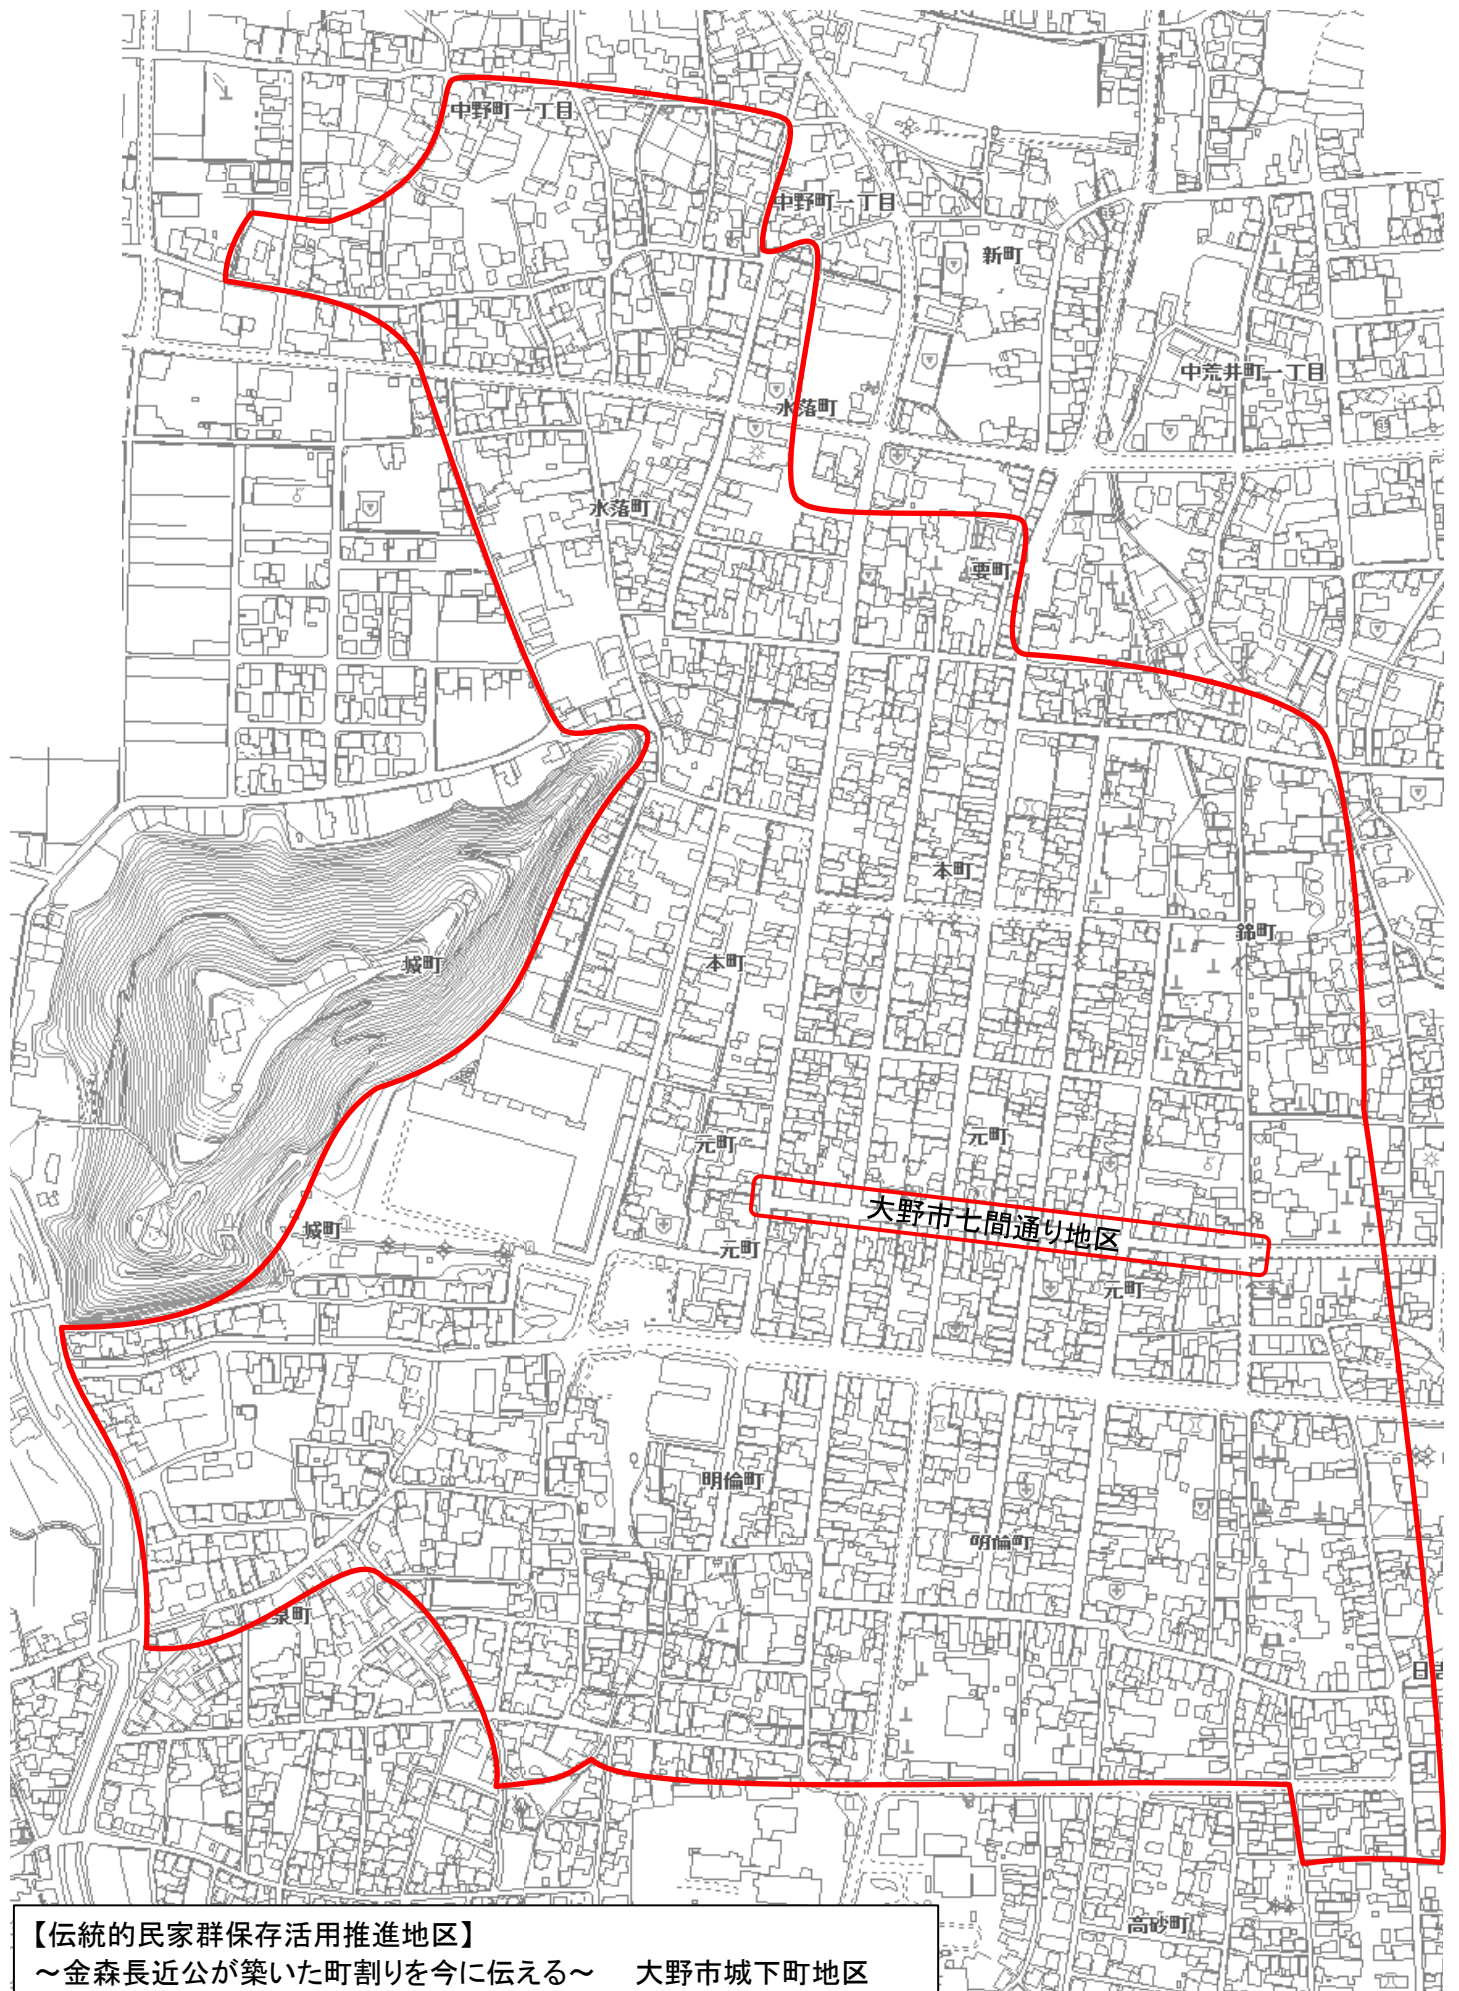 中野町一丁目
中野町一丁目
新町
中荒井町一丁目
水落町
水落町
要町
本町
錦町
城町
本町
元町
元町
大野市七間通り地区
城町
元町
元町
明倫町
明倫町
泉町
日吉
高砂町
【伝統的民家群保存活用推進地区】
～金森長近公が築いた町割りを今に伝える～　　大野市城下町地区